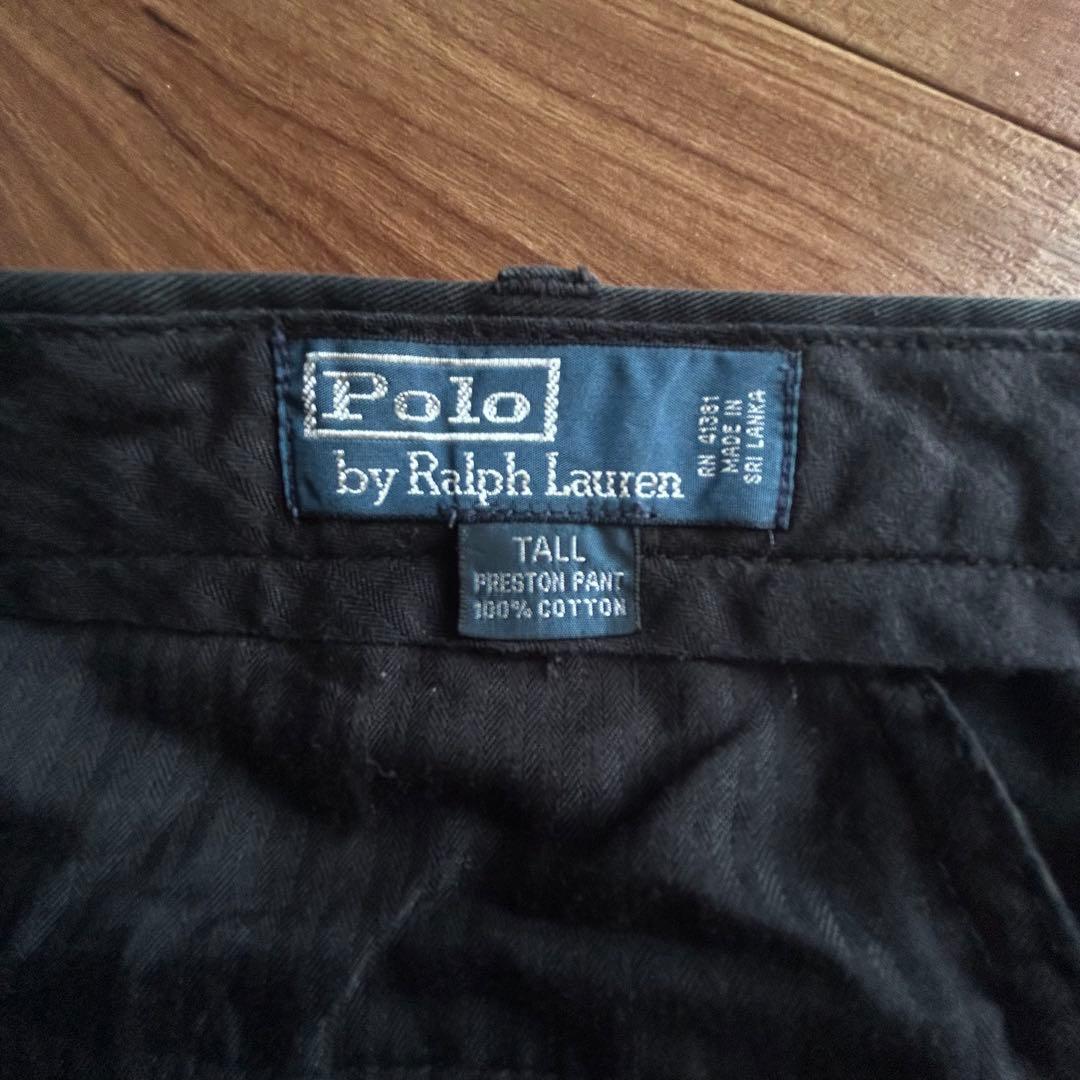 Polo
by Ralph Lauren
RN 41381
MADE IN
SRI LANKA
TALL
PRESTON PANT
100% COTTON